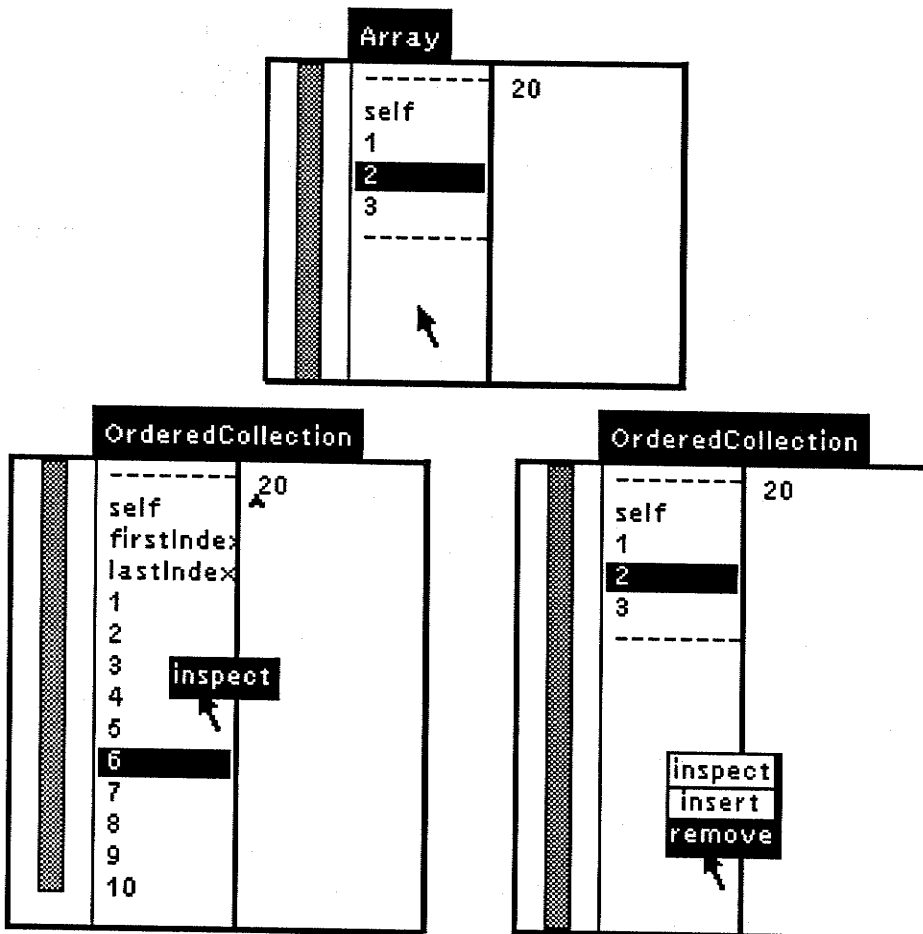 Array
----------
self
1
2
3
----------
20
OrderedCollection
----------
self
firstIndex
lastIndex
1
2
3
4
5
6
7
8
9
10
20
inspect
OrderedCollection
----------
self
1
2
3
----------
20
inspect
insert
remove